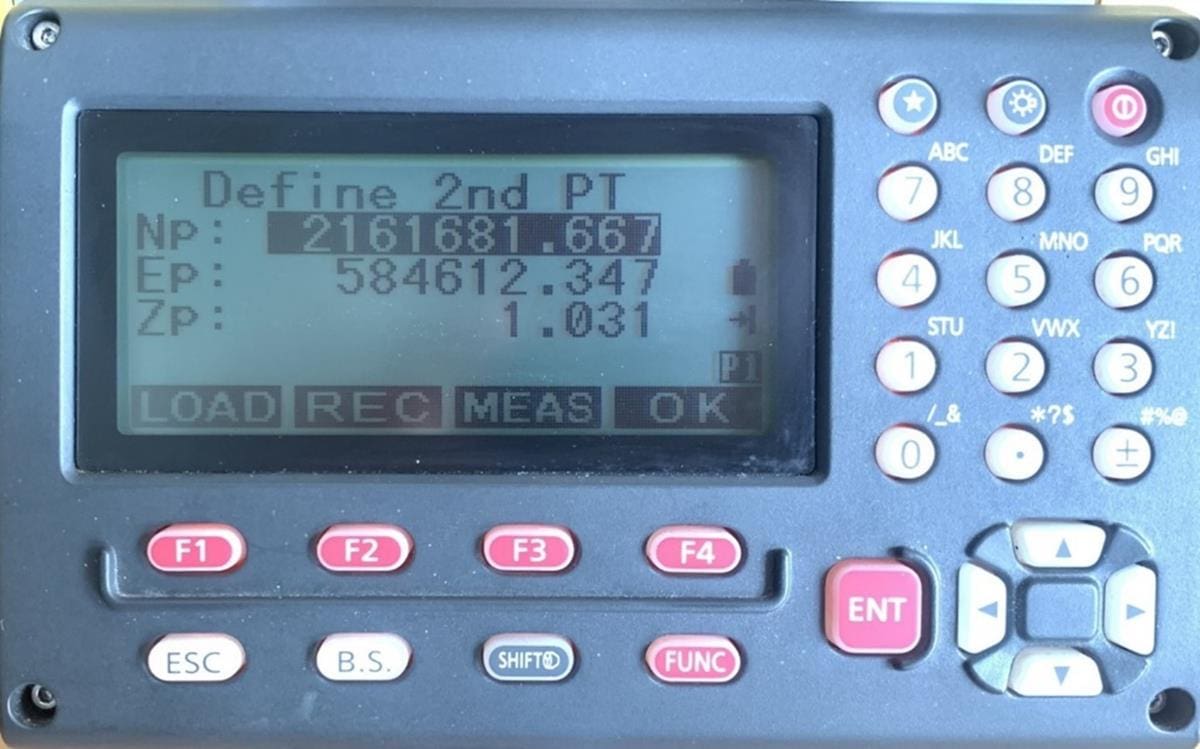 Define 2nd PT
Np: 2161681.667
Ep: 584612.347
Zp: 1.031
P1
LOAD REC MEAS OK
ABC DEF GHI
7 8 9
JKL MNO PQR
4 5 6
STU VWX YZ!
1 2 3
/_& *?$ #%@
0 . ±
F1 F2 F3 F4
ENT
ESC B.S. SHIFT FUNC